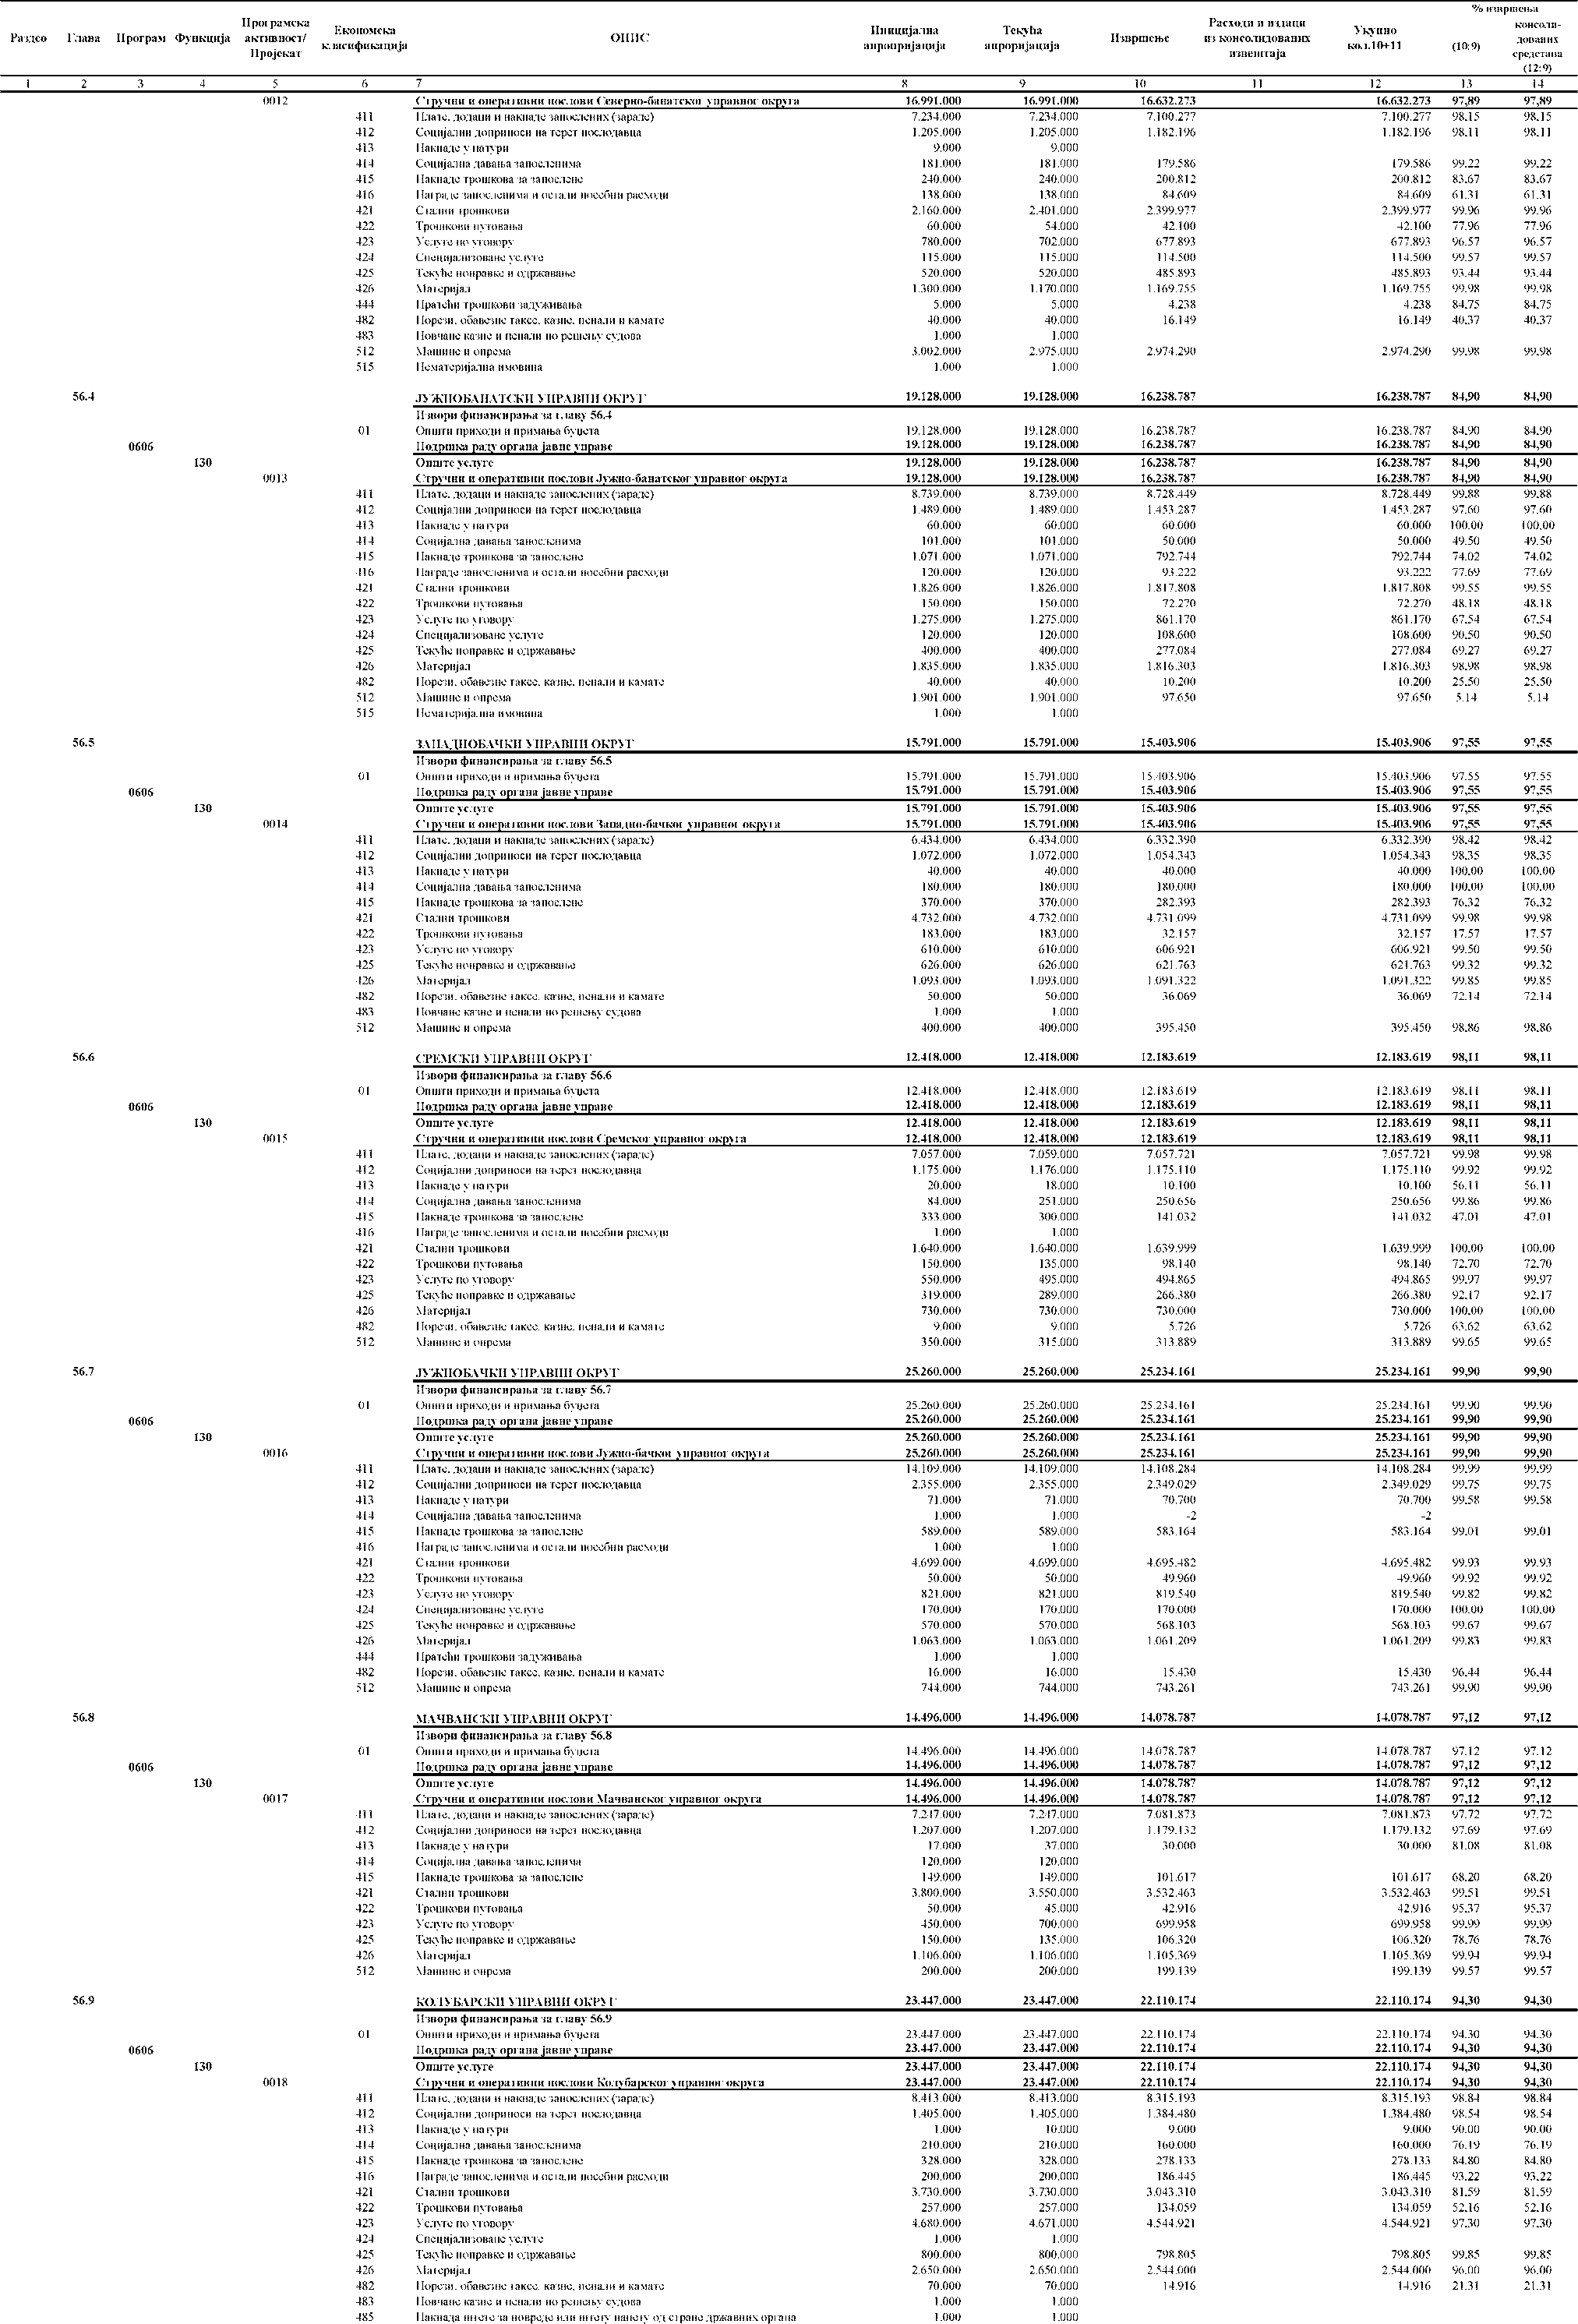 % извршења
Раздео Глава Програм Функција Програмска активност/ Пројекат Економска класификација ОПИС Иницијална апропријација Текућа апропријација Извршење Расходи и издаци из консолидованих извештаја Укупно кол.10+11 (10:9) консоли-дованих средстава (12:9)
1 2 3 4 5 6 7 8 9 10 11 12 13 14
0012 Стручни и оперативни послови Северно-банатског управног округа 16.991.000 16.991.000 16.632.273 16.632.273 97,89 97,89
411 Плате, додаци и накнаде запослених (зараде) 7.234.000 7.234.000 7.100.277 7.100.277 98,15 98,15
412 Социјални доприноси на терет послодавца 1.205.000 1.205.000 1.182.196 1.182.196 98,11 98,11
413 Накнаде у натури 9.000 9.000
414 Социјална давања запосленима 181.000 181.000 179.586 179.586 99,22 99,22
415 Накнаде трошкова за запослене 240.000 240.000 200.812 200.812 83,67 83,67
416 Награде запосленима и остали посебни расходи 138.000 138.000 84.609 84.609 61,31 61,31
421 Стални трошкови 2.160.000 2.401.000 2.399.977 2.399.977 99,96 99,96
422 Трошкови путовања 60.000 54.000 42.100 42.100 77,96 77,96
423 Услуге по уговору 780.000 702.000 677.893 677.893 96,57 96,57
424 Специјализоване услуге 115.000 115.000 114.500 114.500 99,57 99,57
425 Текуће поправке и одржавање 520.000 520.000 485.893 485.893 93,44 93,44
426 Материјал 1.300.000 1.170.000 1.169.755 1.169.755 99,98 99,98
444 Пратећи трошкови задуживања 5.000 5.000 4.238 4.238 84,75 84,75
482 Порези, обавезне таксе, казне, пенали и камате 40.000 40.000 16.149 16.149 40,37 40,37
483 Новчане казне и пенали по решењу судова 1.000 1.000
512 Машине и опрема 3.002.000 2.975.000 2.974.290 2.974.290 99,98 99,98
515 Нематеријална имовина 1.000 1.000
56.4 ЈУЖНОБАНАТСКИ УПРАВНИ ОКРУГ 19.128.000 19.128.000 16.238.787 16.238.787 84,90 84,90
Извори финансирања за главу 56.4
01 Општи приходи и примања буџета 19.128.000 19.128.000 16.238.787 16.238.787 84,90 84,90
0606 Подршка раду органа јавне управе 19.128.000 19.128.000 16.238.787 16.238.787 84,90 84,90
130 Опште услуге 19.128.000 19.128.000 16.238.787 16.238.787 84,90 84,90
0013 Стручни и оперативни послови Јужно-банатског управног округа 19.128.000 19.128.000 16.238.787 16.238.787 84,90 84,90
411 Плате, додаци и накнаде запослених (зараде) 8.739.000 8.739.000 8.728.449 8.728.449 99,88 99,88
412 Социјални доприноси на терет послодавца 1.489.000 1.489.000 1.453.287 1.453.287 97,60 97,60
413 Накнаде у натури 60.000 60.000 60.000 60.000 100,00 100,00
414 Социјална давања запосленима 101.000 101.000 50.000 50.000 49,50 49,50
415 Накнаде трошкова за запослене 1.071.000 1.071.000 792.744 792.744 74,02 74,02
416 Награде запосленима и остали посебни расходи 120.000 120.000 93.222 93.222 77,69 77,69
421 Стални трошкови 1.826.000 1.826.000 1.817.808 1.817.808 99,55 99,55
422 Трошкови путовања 150.000 150.000 72.270 72.270 48,18 48,18
423 Услуге по уговору 1.275.000 1.275.000 861.170 861.170 67,54 67,54
424 Специјализоване услуге 120.000 120.000 108.600 108.600 90,50 90,50
425 Текуће поправке и одржавање 400.000 400.000 277.084 277.084 69,27 69,27
426 Материјал 1.835.000 1.835.000 1.816.303 1.816.303 98,98 98,98
482 Порези, обавезне таксе, казне, пенали и камате 40.000 40.000 10.200 10.200 25,50 25,50
512 Машине и опрема 1.901.000 1.901.000 97.650 97.650 5,14 5,14
515 Нематеријална имовина 1.000 1.000
56.5 ЗАПАДНОБАЧКИ УПРАВНИ ОКРУГ 15.791.000 15.791.000 15.403.906 15.403.906 97,55 97,55
Извори финансирања за главу 56.5
01 Општи приходи и примања буџета 15.791.000 15.791.000 15.403.906 15.403.906 97,55 97,55
0606 Подршка раду органа јавне управе 15.791.000 15.791.000 15.403.906 15.403.906 97,55 97,55
130 Опште услуге 15.791.000 15.791.000 15.403.906 15.403.906 97,55 97,55
0014 Стручни и оперативни послови Западно-бачког управног округа 15.791.000 15.791.000 15.403.906 15.403.906 97,55 97,55
411 Плате, додаци и накнаде запослених (зараде) 6.434.000 6.434.000 6.332.390 6.332.390 98,42 98,42
412 Социјални доприноси на терет послодавца 1.072.000 1.072.000 1.054.343 1.054.343 98,35 98,35
413 Накнаде у натури 40.000 40.000 40.000 40.000 100,00 100,00
414 Социјална давања запосленима 180.000 180.000 180.000 180.000 100,00 100,00
415 Накнаде трошкова за запослене 370.000 370.000 282.393 282.393 76,32 76,32
421 Стални трошкови 4.732.000 4.732.000 4.731.099 4.731.099 99,98 99,98
422 Трошкови путовања 183.000 183.000 32.157 32.157 17,57 17,57
423 Услуге по уговору 610.000 610.000 606.921 606.921 99,50 99,50
425 Текуће поправке и одржавање 626.000 626.000 621.763 621.763 99,32 99,32
426 Материјал 1.093.000 1.093.000 1.091.322 1.091.322 99,85 99,85
482 Порези, обавезне таксе, казне, пенали и камате 50.000 50.000 36.069 36.069 72,14 72,14
483 Новчане казне и пенали по решењу судова 1.000 1.000
512 Машине и опрема 400.000 400.000 395.450 395.450 98,86 98,86
56.6 СРЕМСКИ УПРАВНИ ОКРУГ 12.418.000 12.418.000 12.183.619 12.183.619 98,11 98,11
Извори финансирања за главу 56.6
01 Општи приходи и примања буџета 12.418.000 12.418.000 12.183.619 12.183.619 98,11 98,11
0606 Подршка раду органа јавне управе 12.418.000 12.418.000 12.183.619 12.183.619 98,11 98,11
130 Опште услуге 12.418.000 12.418.000 12.183.619 12.183.619 98,11 98,11
0015 Стручни и оперативни послови Сремског управног округа 12.418.000 12.418.000 12.183.619 12.183.619 98,11 98,11
411 Плате, додаци и накнаде запослених (зараде) 7.057.000 7.059.000 7.057.721 7.057.721 99,98 99,98
412 Социјални доприноси на терет послодавца 1.175.000 1.176.000 1.175.110 1.175.110 99,92 99,92
413 Накнаде у натури 20.000 18.000 10.100 10.100 56,11 56,11
414 Социјална давања запосленима 84.000 251.000 250.656 250.656 99,86 99,86
415 Накнаде трошкова за запослене 333.000 300.000 141.032 141.032 47,01 47,01
416 Награде запосленима и остали посебни расходи 1.000 1.000
421 Стални трошкови 1.640.000 1.640.000 1.639.999 1.639.999 100,00 100,00
422 Трошкови путовања 150.000 135.000 98.140 98.140 72,70 72,70
423 Услуге по уговору 550.000 495.000 494.865 494.865 99,97 99,97
425 Текуће поправке и одржавање 319.000 289.000 266.380 266.380 92,17 92,17
426 Материјал 730.000 730.000 730.000 730.000 100,00 100,00
482 Порези, обавезне таксе, казне, пенали и камате 9.000 9.000 5.726 5.726 63,62 63,62
512 Машине и опрема 350.000 315.000 313.889 313.889 99,65 99,65
56.7 ЈУЖНОБАЧКИ УПРАВНИ ОКРУГ 25.260.000 25.260.000 25.234.161 25.234.161 99,90 99,90
Извори финансирања за главу 56.7
01 Општи приходи и примања буџета 25.260.000 25.260.000 25.234.161 25.234.161 99,90 99,90
0606 Подршка раду органа јавне управе 25.260.000 25.260.000 25.234.161 25.234.161 99,90 99,90
130 Опште услуге 25.260.000 25.260.000 25.234.161 25.234.161 99,90 99,90
0016 Стручни и оперативни послови Јужно-бачког управног округа 25.260.000 25.260.000 25.234.161 25.234.161 99,90 99,90
411 Плате, додаци и накнаде запослених (зараде) 14.109.000 14.109.000 14.108.284 14.108.284 99,99 99,99
412 Социјални доприноси на терет послодавца 2.355.000 2.355.000 2.349.029 2.349.029 99,75 99,75
413 Накнаде у натури 71.000 71.000 70.700 70.700 99,58 99,58
414 Социјална давања запосленима 1.000 1.000 -2 -2
415 Накнаде трошкова за запослене 589.000 589.000 583.164 583.164 99,01 99,01
416 Награде запосленима и остали посебни расходи 1.000 1.000
421 Стални трошкови 4.699.000 4.699.000 4.695.482 4.695.482 99,93 99,93
422 Трошкови путовања 50.000 50.000 49.960 49.960 99,92 99,92
423 Услуге по уговору 821.000 821.000 819.540 819.540 99,82 99,82
424 Специјализоване услуге 170.000 170.000 170.000 170.000 100,00 100,00
425 Текуће поправке и одржавање 570.000 570.000 568.103 568.103 99,67 99,67
426 Материјал 1.063.000 1.063.000 1.061.209 1.061.209 99,83 99,83
444 Пратећи трошкови задуживања 1.000 1.000
482 Порези, обавезне таксе, казне, пенали и камате 16.000 16.000 15.430 15.430 96,44 96,44
512 Машине и опрема 744.000 744.000 743.261 743.261 99,90 99,90
56.8 МАЧВАНСКИ УПРАВНИ ОКРУГ 14.496.000 14.496.000 14.078.787 14.078.787 97,12 97,12
Извори финансирања за главу 56.8
01 Општи приходи и примања буџета 14.496.000 14.496.000 14.078.787 14.078.787 97,12 97,12
0606 Подршка раду органа јавне управе 14.496.000 14.496.000 14.078.787 14.078.787 97,12 97,12
130 Опште услуге 14.496.000 14.496.000 14.078.787 14.078.787 97,12 97,12
0017 Стручни и оперативни послови Мачванског управног округа 14.496.000 14.496.000 14.078.787 14.078.787 97,12 97,12
411 Плате, додаци и накнаде запослених (зараде) 7.247.000 7.247.000 7.081.873 7.081.873 97,72 97,72
412 Социјални доприноси на терет послодавца 1.207.000 1.207.000 1.179.132 1.179.132 97,69 97,69
413 Накнаде у натури 17.000 37.000 30.000 30.000 81,08 81,08
414 Социјална давања запосленима 120.000 120.000
415 Накнаде трошкова за запослене 149.000 149.000 101.617 101.617 68,20 68,20
421 Стални трошкови 3.800.000 3.550.000 3.532.463 3.532.463 99,51 99,51
422 Трошкови путовања 50.000 45.000 42.916 42.916 95,37 95,37
423 Услуге по уговору 450.000 700.000 699.958 699.958 99,99 99,99
425 Текуће поправке и одржавање 150.000 135.000 106.320 106.320 78,76 78,76
426 Материјал 1.106.000 1.106.000 1.105.369 1.105.369 99,94 99,94
512 Машине и опрема 200.000 200.000 199.139 199.139 99,57 99,57
56.9 КОЛУБАРСКИ УПРАВНИ ОКРУГ 23.447.000 23.447.000 22.110.174 22.110.174 94,30 94,30
Извори финансирања за главу 56.9
01 Општи приходи и примања буџета 23.447.000 23.447.000 22.110.174 22.110.174 94,30 94,30
0606 Подршка раду органа јавне управе 23.447.000 23.447.000 22.110.174 22.110.174 94,30 94,30
130 Опште услуге 23.447.000 23.447.000 22.110.174 22.110.174 94,30 94,30
0018 Стручни и оперативни послови Колубарског управног округа 23.447.000 23.447.000 22.110.174 22.110.174 94,30 94,30
411 Плате, додаци и накнаде запослених (зараде) 8.413.000 8.413.000 8.315.193 8.315.193 98,84 98,84
412 Социјални доприноси на терет послодавца 1.405.000 1.405.000 1.384.480 1.384.480 98,54 98,54
413 Накнаде у натури 1.000 10.000 9.000 9.000 90,00 90,00
414 Социјална давања запосленима 210.000 210.000 160.000 160.000 76,19 76,19
415 Накнаде трошкова за запослене 328.000 328.000 278.133 278.133 84,80 84,80
416 Награде запосленима и остали посебни расходи 200.000 200.000 186.445 186.445 93,22 93,22
421 Стални трошкови 3.730.000 3.730.000 3.043.310 3.043.310 81,59 81,59
422 Трошкови путовања 257.000 257.000 134.059 134.059 52,16 52,16
423 Услуге по уговору 4.680.000 4.671.000 4.544.921 4.544.921 97,30 97,30
424 Специјализоване услуге 1.000 1.000
425 Текуће поправке и одржавање 800.000 800.000 798.805 798.805 99,85 99,85
426 Материјал 2.650.000 2.650.000 2.544.000 2.544.000 96,00 96,00
482 Порези, обавезне таксе, казне, пенали и камате 70.000 70.000 14.916 14.916 21,31 21,31
483 Новчане казне и пенали по решењу судова 1.000 1.000
485 Накнада штете за повреде или штету нанету од стране државних органа 1.000 1.000